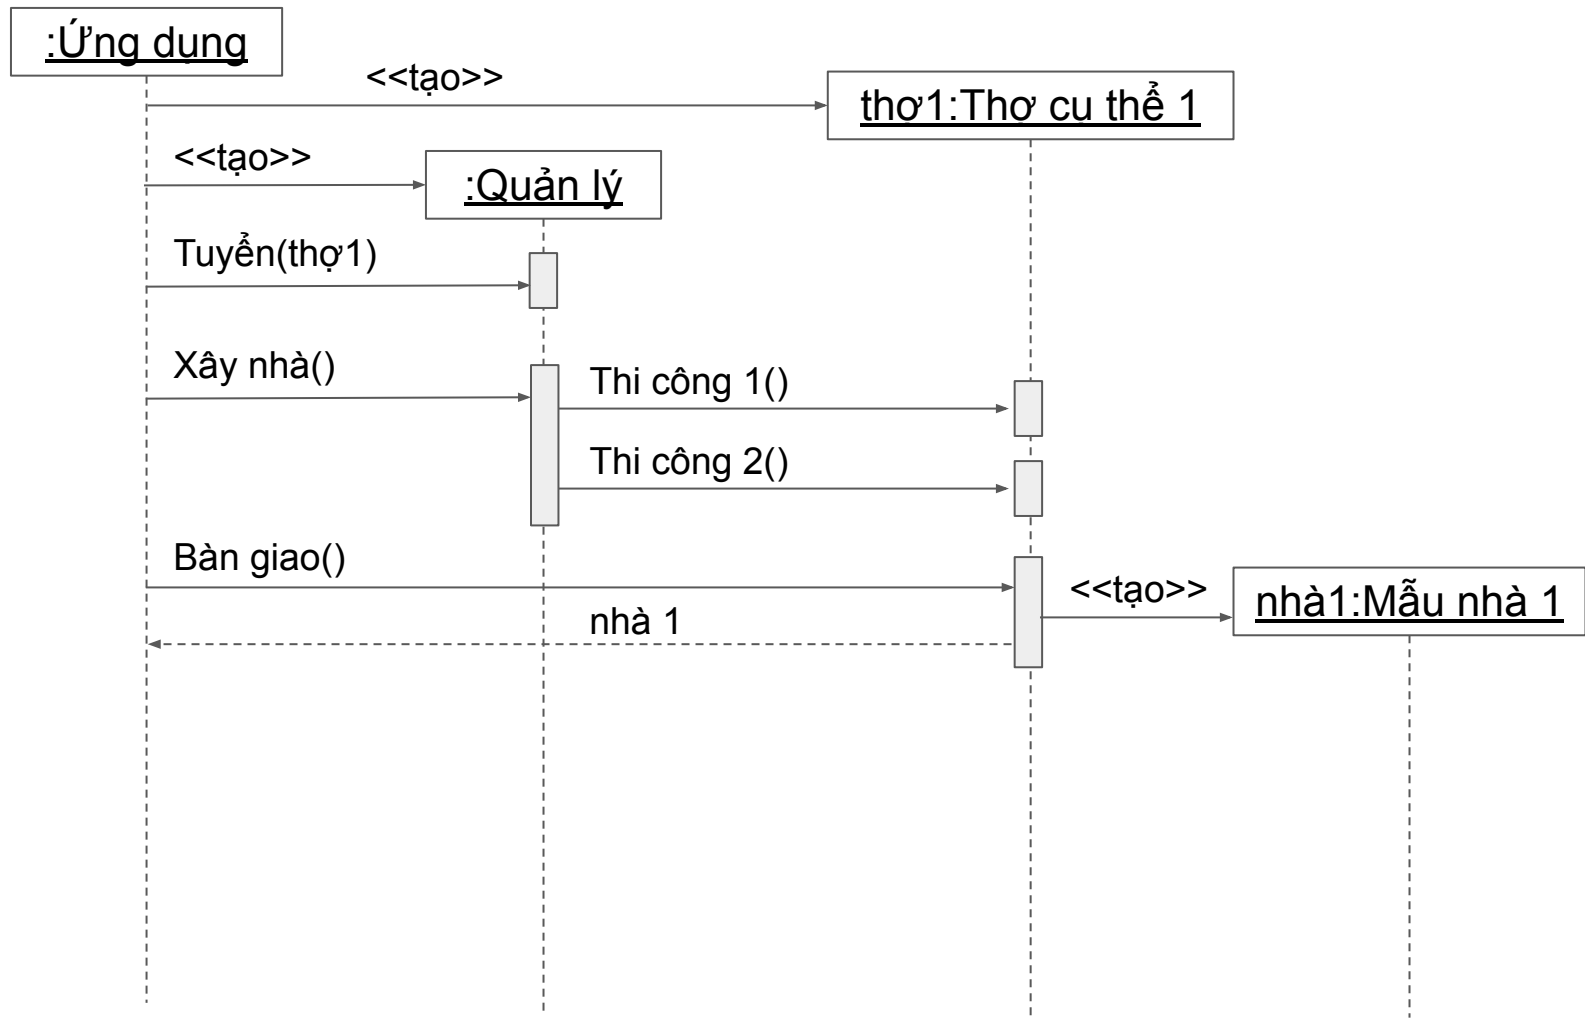 :Ứng dụng
<<tạo>>
thợ1:Thợ cụ thể 1
<<tạo>>
:Quản lý
Tuyển(thợ1)
Xây nhà()
Thi công 1()
Thi công 2()
Bàn giao()
<<tạo>>
nhà1:Mẫu nhà 1
nhà 1